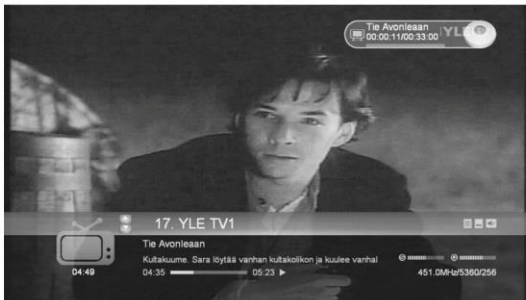 Tie Avonleaan
00:00:11/00:33:00
YLE
17. YLE TV1
Tie Avonleaan
Kultakuume. Sara löytää vanhan kultakolikon ja kuulee vanhal
04:49
04:35
05:23
451.0MHz/5360/256